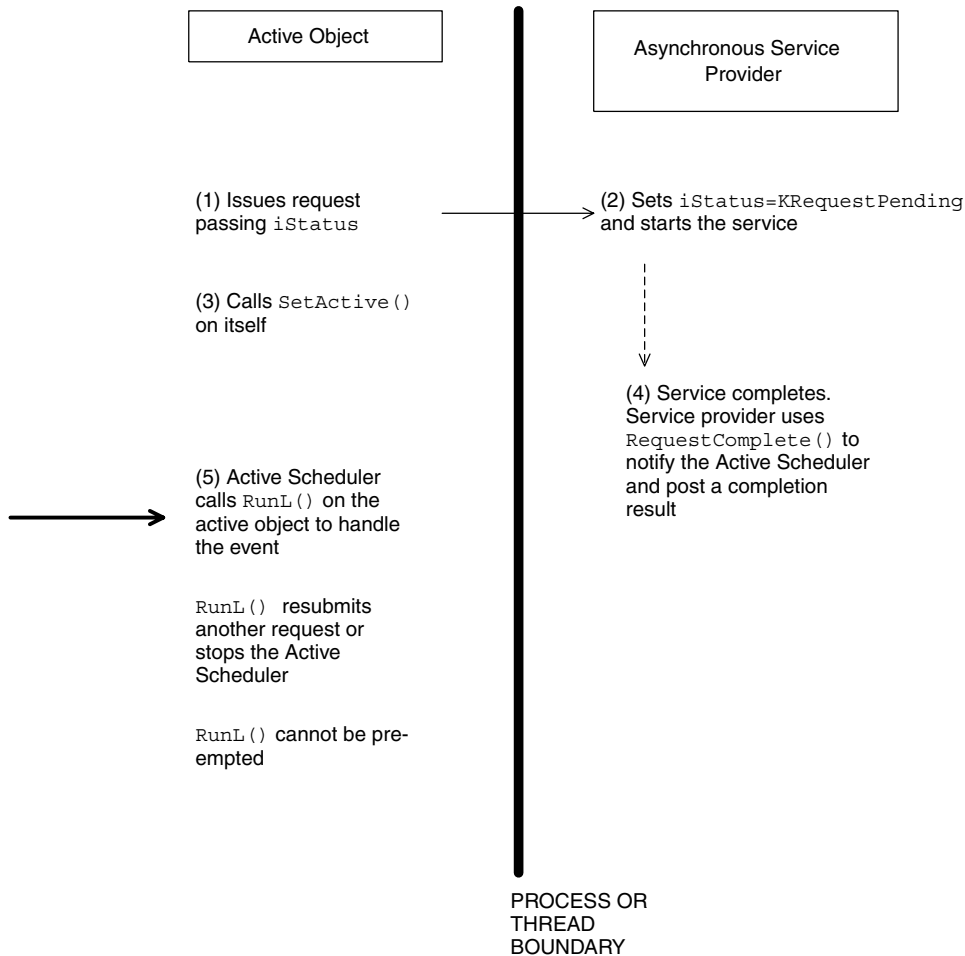 Active Object
Asynchronous Service
Provider
(1) Issues request
passing iStatus
(2) Sets iStatus=KRequestPending
and starts the service
(3) Calls SetActive()
on itself
(4) Service completes.
Service provider uses
RequestComplete() to
notify the Active Scheduler
and post a completion
result
(5) Active Scheduler
calls RunL() on the
active object to handle
the event
RunL() resubmits
another request or
stops the Active
Scheduler
RunL() cannot be pre-
empted
PROCESS OR
THREAD
BOUNDARY